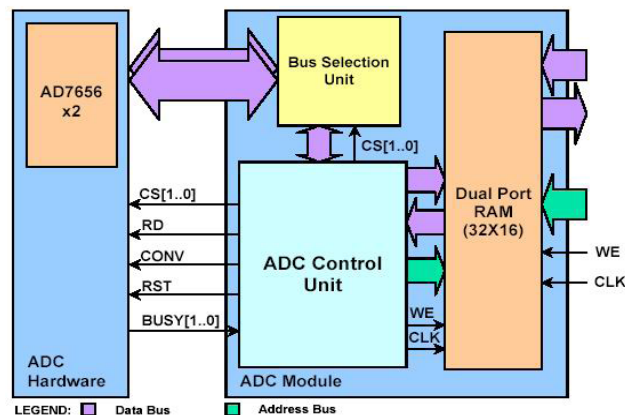 AD7656
x2
Bus Selection
Unit
CS[1..0]
CS[1..0]
RD
CONV
RST
BUSY[1..0]
ADC Control
Unit
Dual Port
RAM
(32X16)
WE
CLK
WE
CLK
ADC
Hardware
ADC Module
LEGEND: Data Bus Address Bus